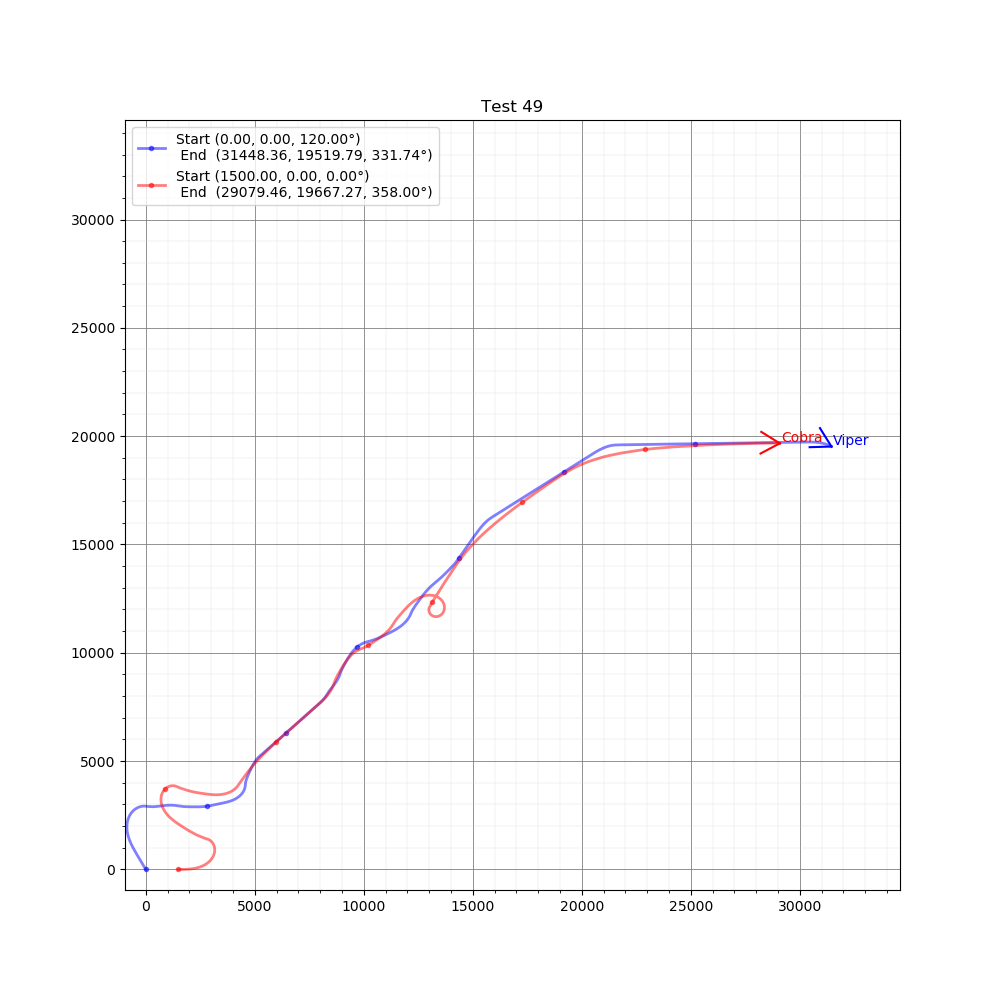 Test 49
Start (0.00, 0.00, 120.00°)
End  (31448.36, 19519.79, 331.74°)
Start (1500.00, 0.00, 0.00°)
End  (29079.46, 19667.27, 358.00°)
30000
25000
20000
15000
10000
5000
0
Cobra
Viper
0
5000
10000
15000
20000
25000
30000